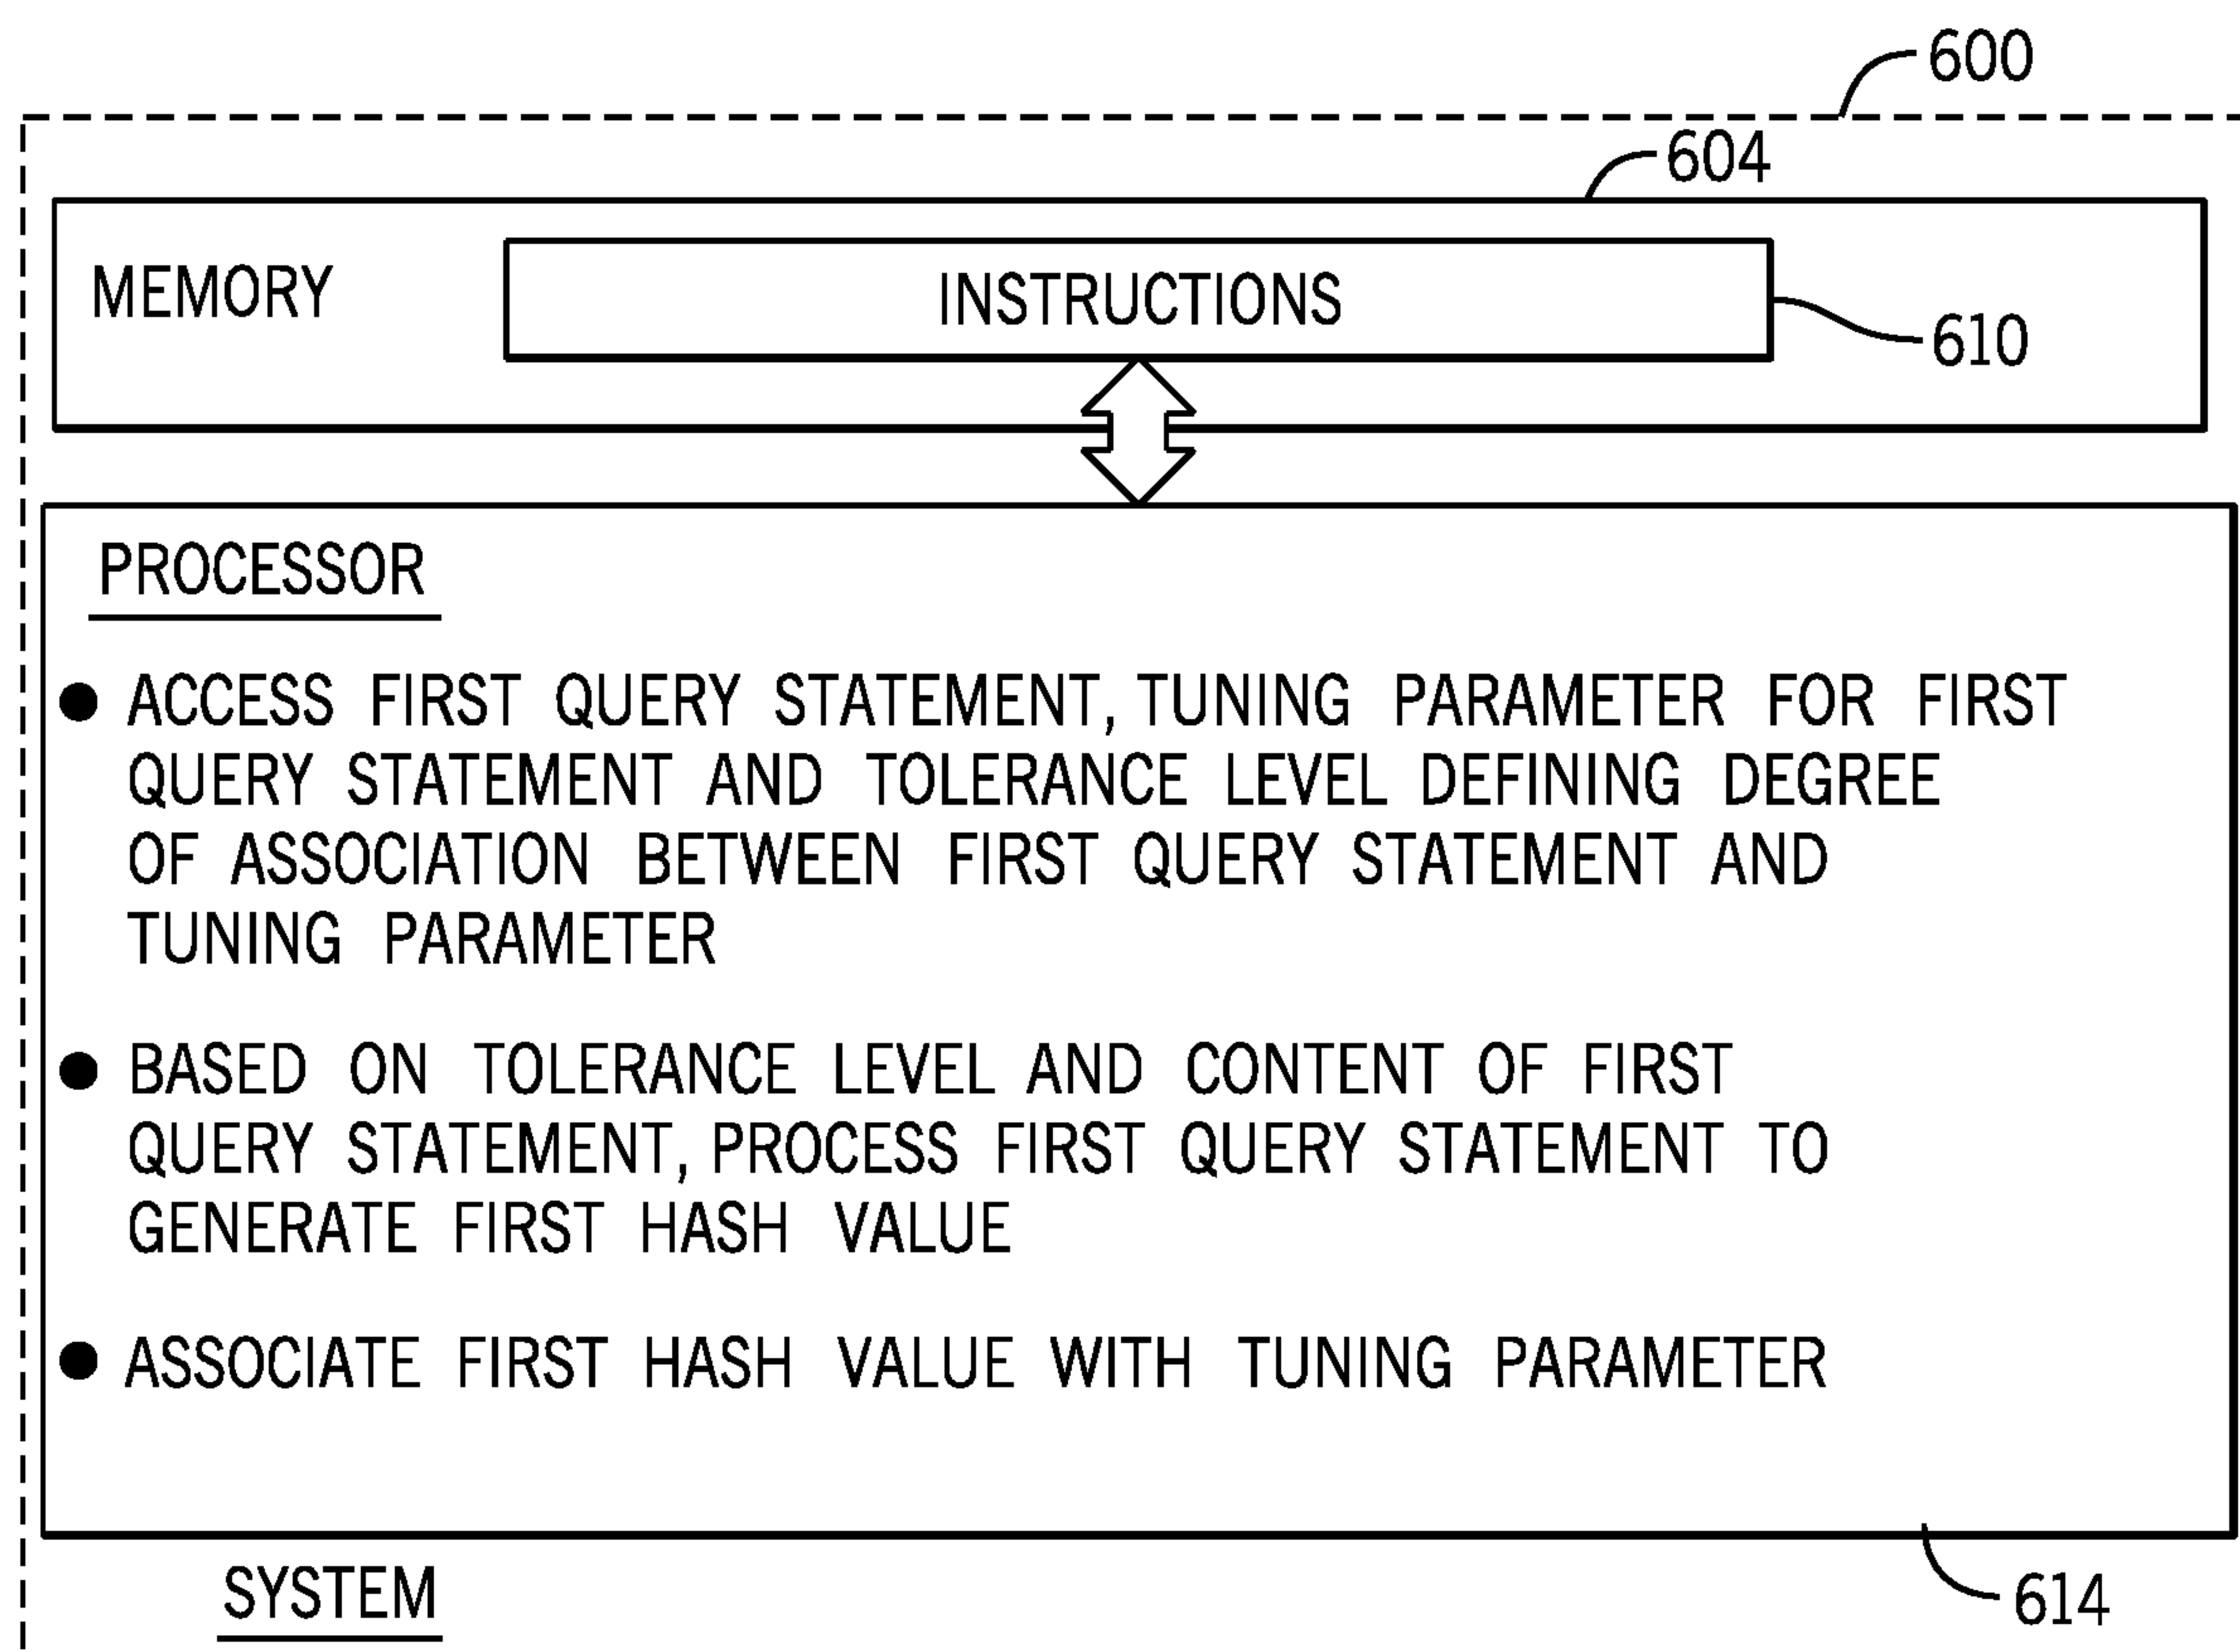 600
604
MEMORY
INSTRUCTIONS
610
PROCESSOR
● ACCESS FIRST QUERY STATEMENT, TUNING PARAMETER FOR FIRST
QUERY STATEMENT AND TOLERANCE LEVEL DEFINING DEGREE
OF ASSOCIATION BETWEEN FIRST QUERY STATEMENT AND
TUNING PARAMETER
● BASED ON TOLERANCE LEVEL AND CONTENT OF FIRST
QUERY STATEMENT, PROCESS FIRST QUERY STATEMENT TO
GENERATE FIRST HASH VALUE
● ASSOCIATE FIRST HASH VALUE WITH TUNING PARAMETER
SYSTEM
614